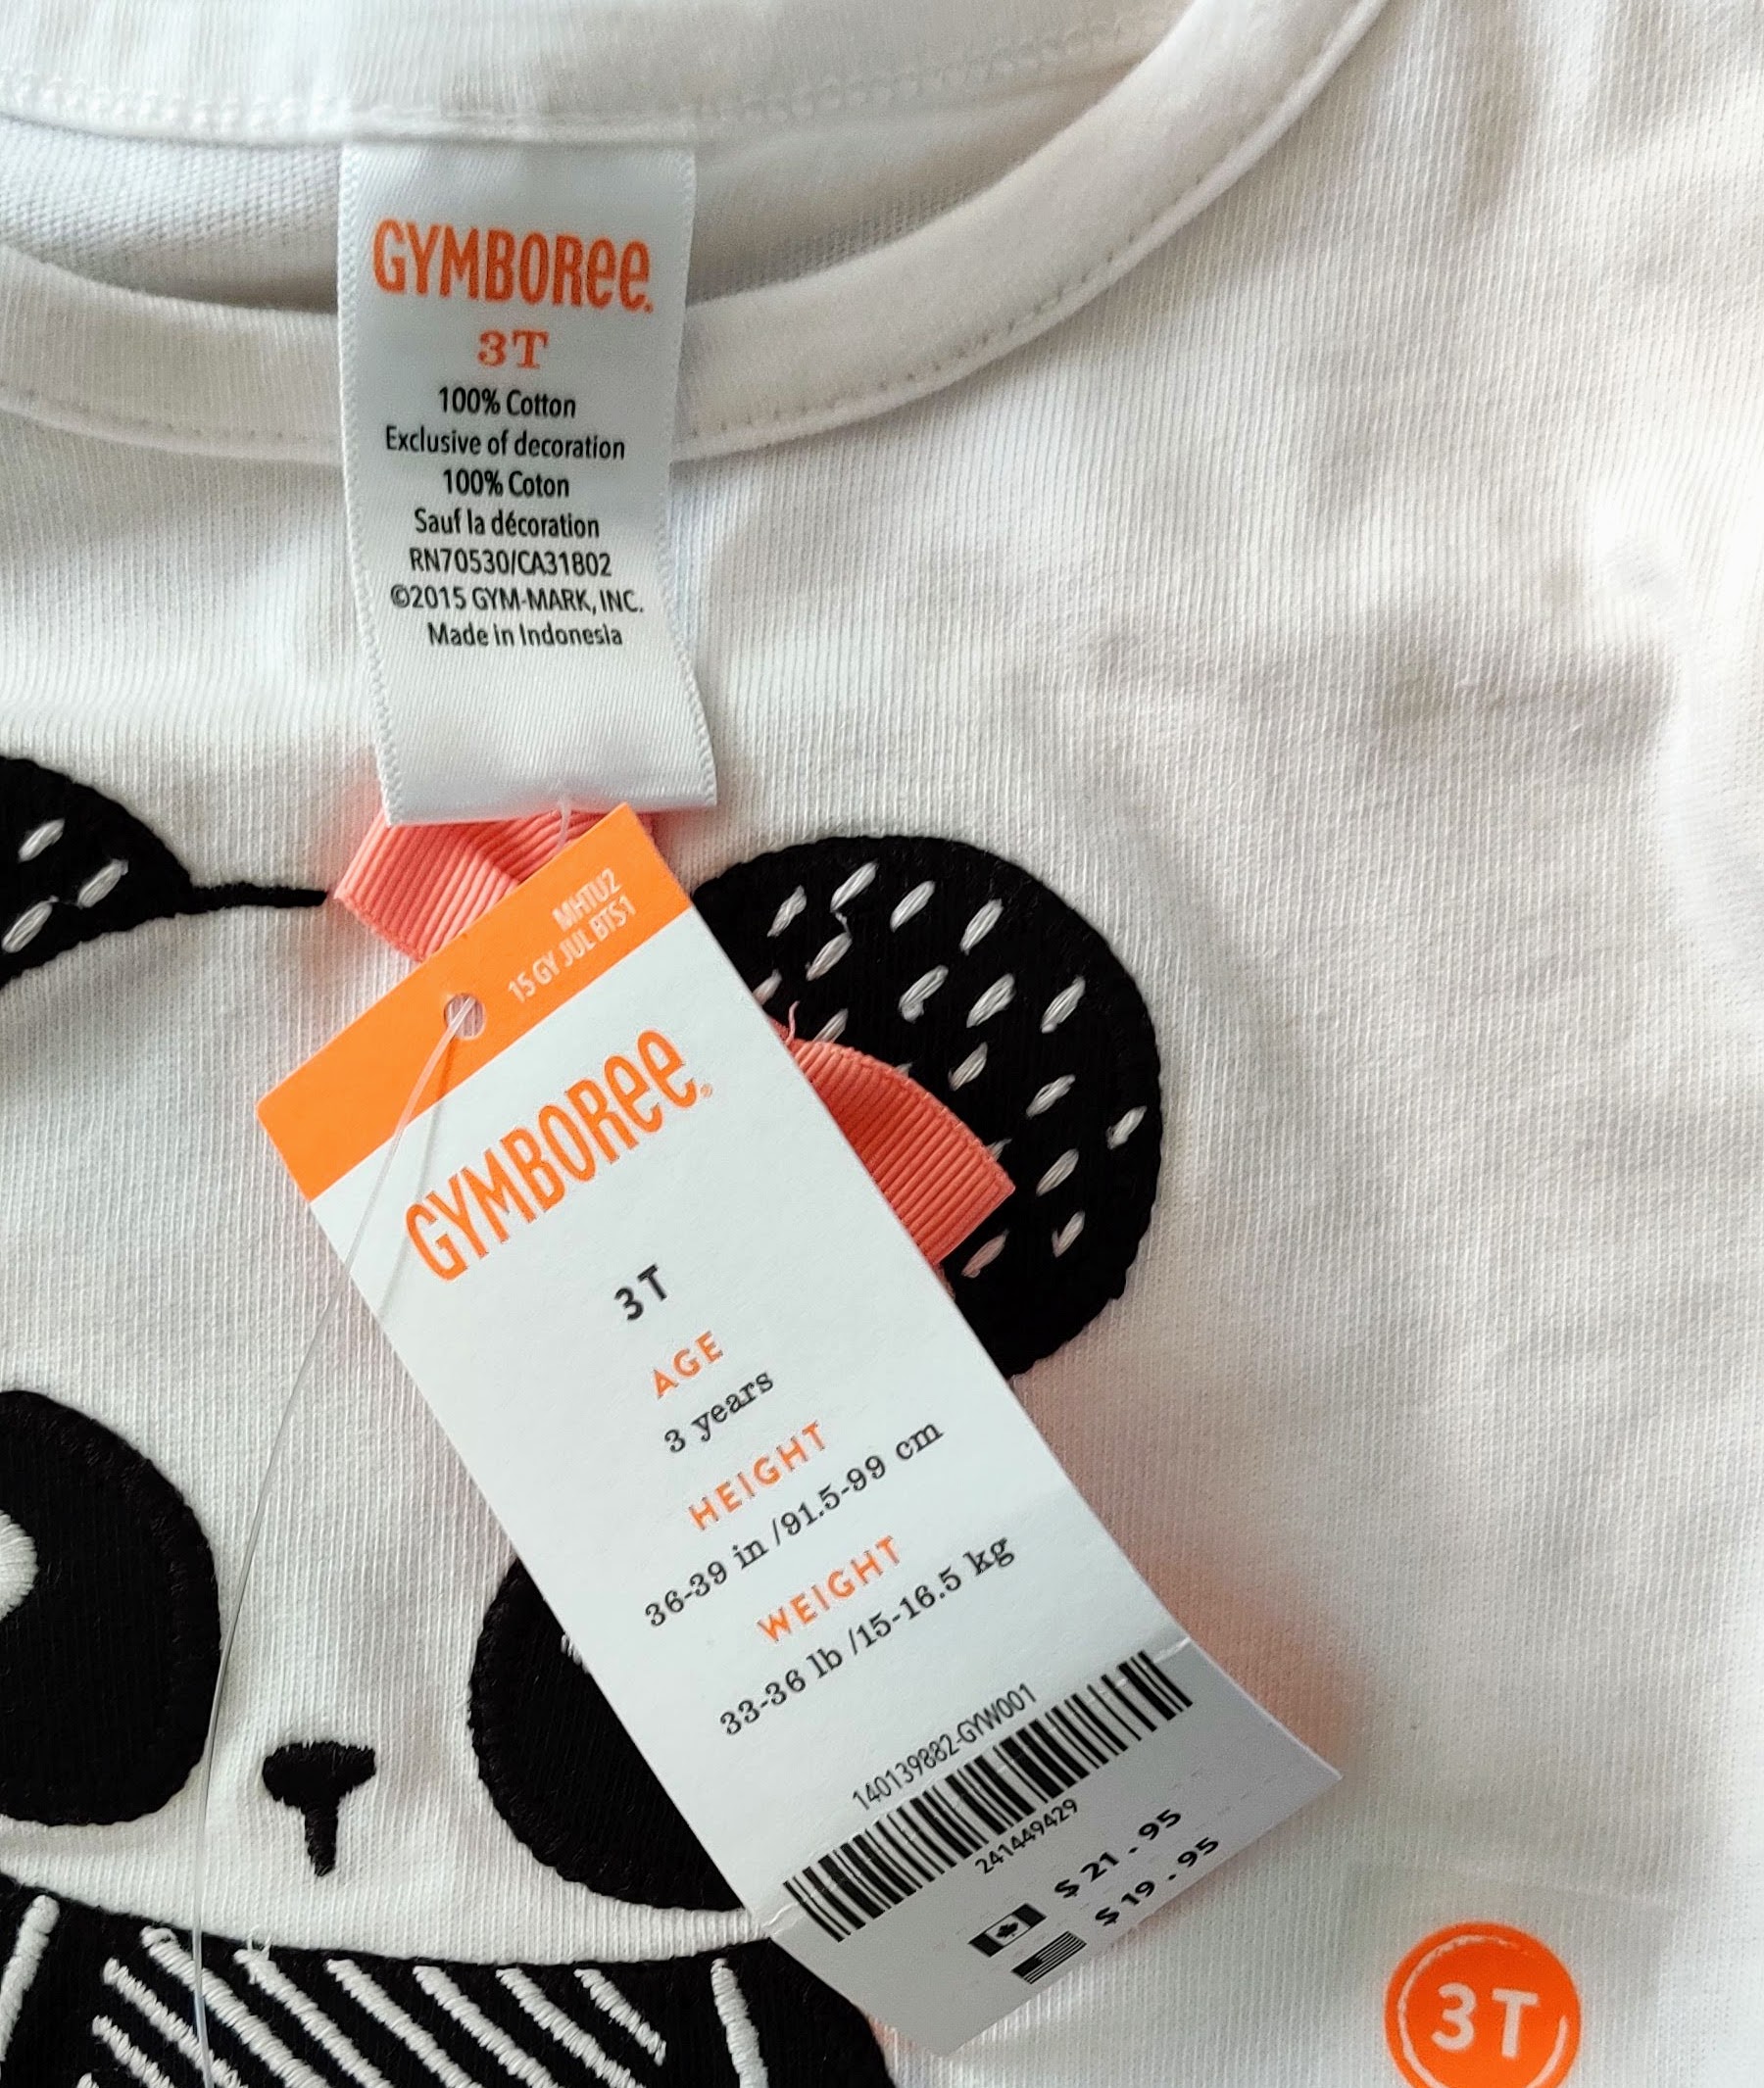 GYMBOREE.
3T
100% Cotton
Exclusive of decoration
100% Coton
Sauf la décoration
RN70530/CA31802
©2015 GYM-MARK, INC.
Made in Indonesia
MHTU2
15 GY JUL BTS1
GYMBOREE®
3T
AGE
3 years
HEIGHT
36-39 in /91.5-99 cm
WEIGHT
33-36 lb /15-16.5 kg
140139882-GYW001
241449429
$ 21.95
$ 19.95
3T